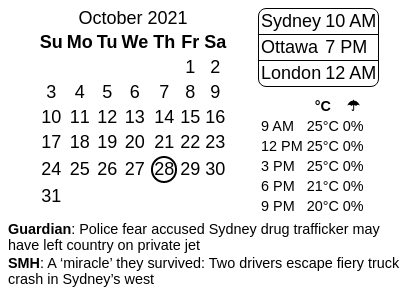 October 2021
Su Mo Tu We Th Fr Sa
1 2
3 4 5 6 7 8 9
10 11 12 13 14 15 16
17 18 19 20 21 22 23
24 25 26 27 28 29 30
31
Sydney 10 AM
Ottawa 7 PM
London 12 AM
°C ☂
9 AM 25°C 0%
12 PM 25°C 0%
3 PM 25°C 0%
6 PM 21°C 0%
9 PM 20°C 0%
Guardian: Police fear accused Sydney drug trafficker may
have left country on private jet
SMH: A ‘miracle’ they survived: Two drivers escape fiery truck
crash in Sydney’s west